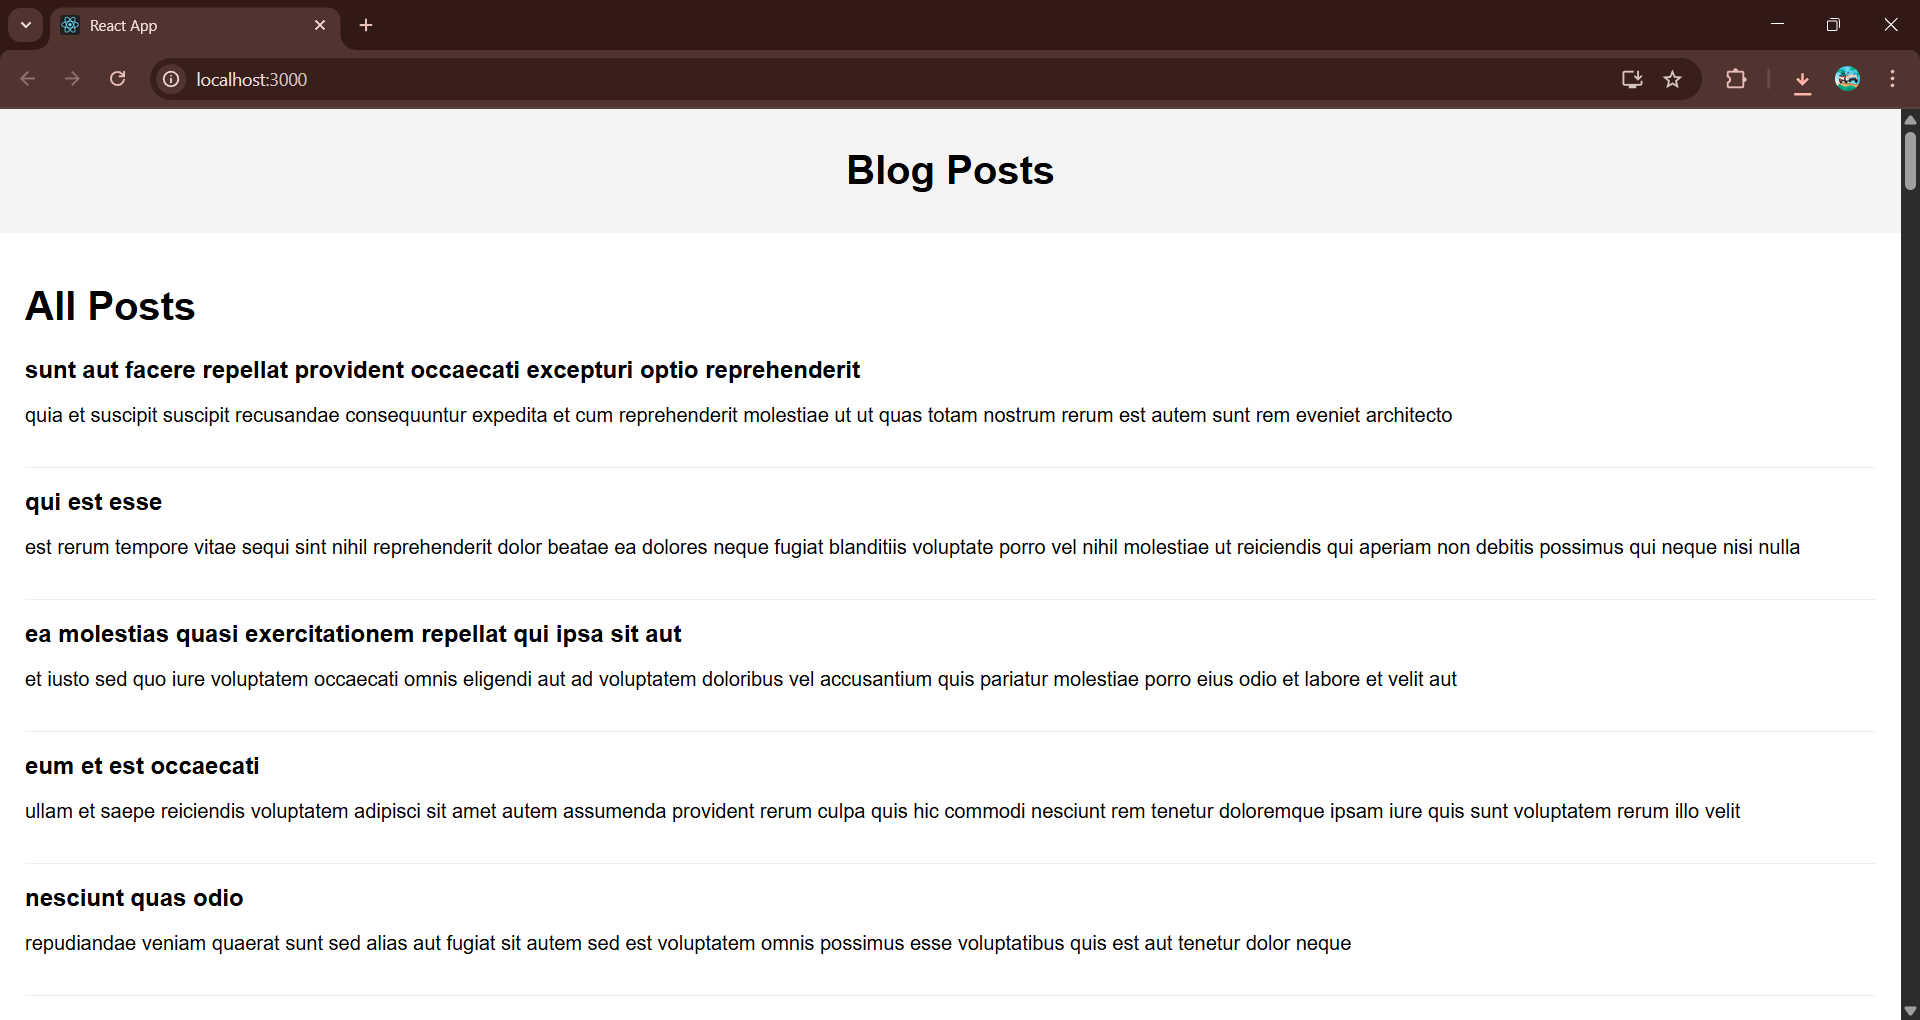 React App
localhost:3000
Blog Posts
All Posts
sunt aut facere repellat provident occaecati excepturi optio reprehenderit
quia et suscipit suscipit recusandae consequuntur expedita et cum reprehenderit molestiae ut ut quas totam nostrum rerum est autem sunt rem eveniet architecto
qui est esse
est rerum tempore vitae sequi sint nihil reprehenderit dolor beatae ea dolores neque fugiat blanditiis voluptate porro vel nihil molestiae ut reiciendis qui aperiam non debitis possimus qui neque nisi nulla
ea molestias quasi exercitationem repellat qui ipsa sit aut
et iusto sed quo iure voluptatem occaecati omnis eligendi aut ad voluptatem doloribus vel accusantium quis pariatur molestiae porro eius odio et labore et velit aut
eum et est occaecati
ullam et saepe reiciendis voluptatem adipisci sit amet autem assumenda provident rerum culpa quis hic commodi nesciunt rem tenetur doloremque ipsam iure quis sunt voluptatem rerum illo velit
nesciunt quas odio
repudiandae veniam quaerat sunt sed alias aut fugiat sit autem sed est voluptatem omnis possimus esse voluptatibus quis est aut tenetur dolor neque